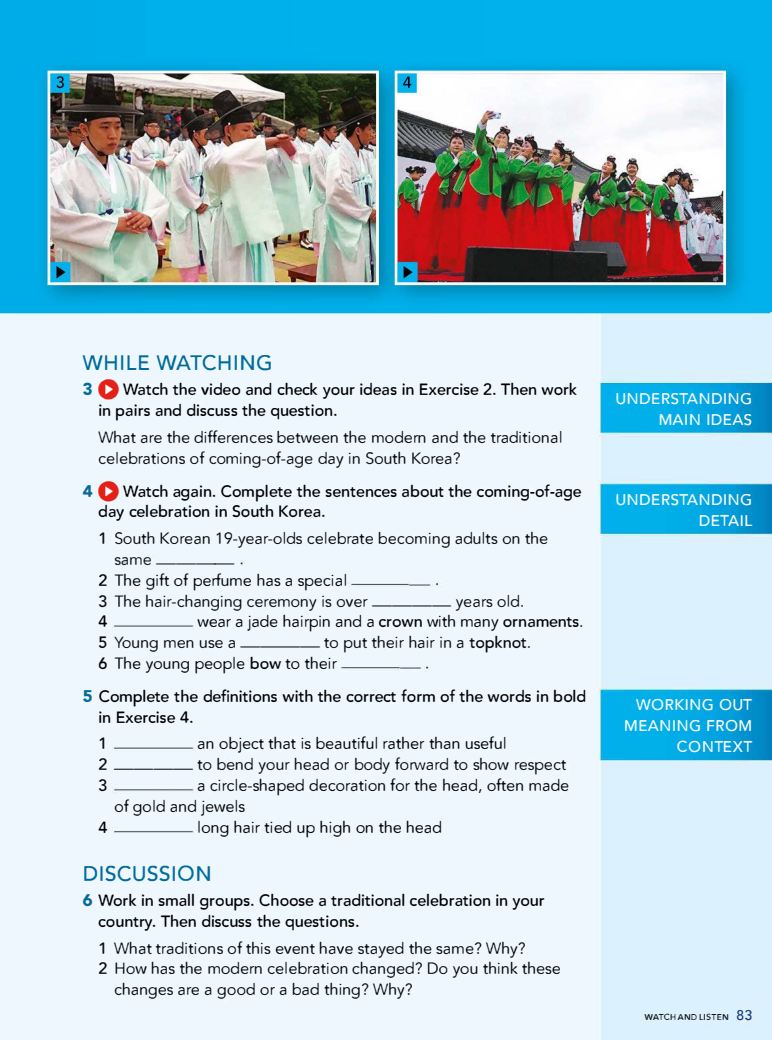 3
4
WHILE WATCHING
3 Watch the video and check your ideas in Exercise 2. Then work
in pairs and discuss the question.
What are the differences between the modern and the traditional
celebrations of coming-of-age day in South Korea?
UNDERSTANDING
MAIN IDEAS
4 Watch again. Complete the sentences about the coming-of-age
day celebration in South Korea.
UNDERSTANDING
DETAIL
1 South Korean 19-year-olds celebrate becoming adults on the
same __________ .
2 The gift of perfume has a special __________ .
3 The hair-changing ceremony is over __________ years old.
4 __________ wear a jade hairpin and a crown with many ornaments.
5 Young men use a __________ to put their hair in a topknot.
6 The young people bow to their __________ .
5 Complete the definitions with the correct form of the words in bold
in Exercise 4.
WORKING OUT
MEANING FROM
CONTEXT
1 __________ an object that is beautiful rather than useful
2 __________ to bend your head or body forward to show respect
3 __________ a circle-shaped decoration for the head, often made
of gold and jewels
4 __________ long hair tied up high on the head
DISCUSSION
6 Work in small groups. Choose a traditional celebration in your
country. Then discuss the questions.
1 What traditions of this event have stayed the same? Why?
2 How has the modern celebration changed? Do you think these
changes are a good or a bad thing? Why?
WATCH AND LISTEN 83